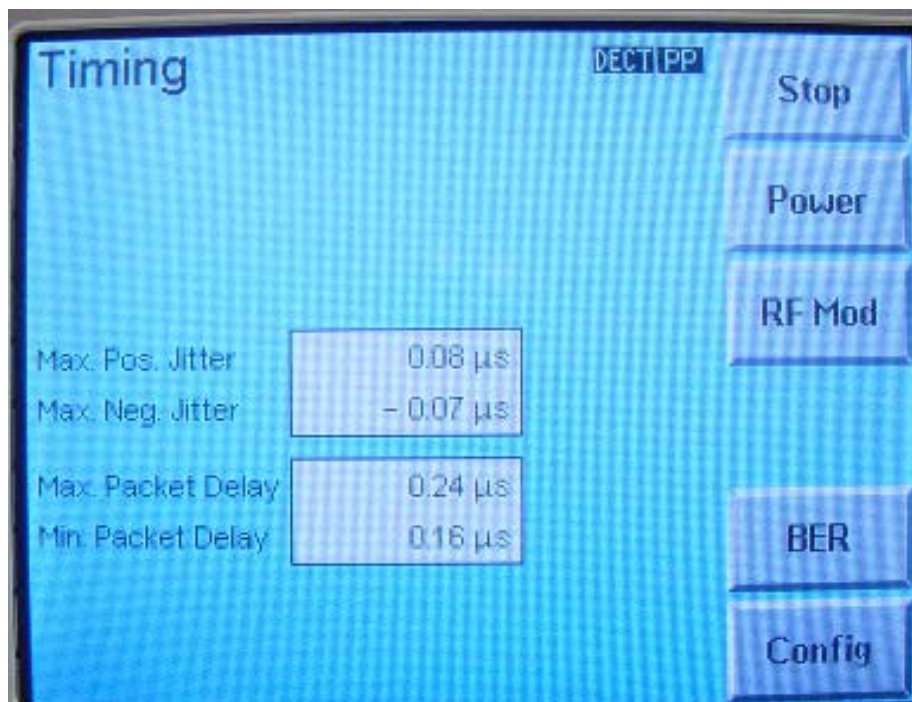 Timing
DECT PP
Stop
Power
RF Mod
Max. Pos. Jitter 0.08 µs
Max. Neg. Jitter - 0.07 µs
Max. Packet Delay 0.24 µs
Min. Packet Delay 0.16 µs
BER
Config